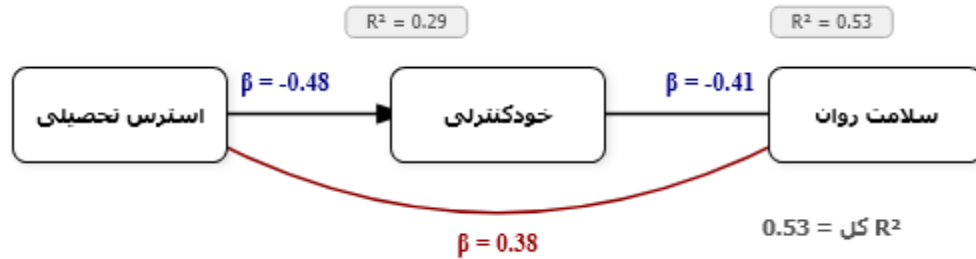 R² = 0.29
R² = 0.53
β = -0.48
β = -0.41
استرس تحصیلی
خودکنترلی
سلامت روان
β = 0.38
R² کل = 0.53